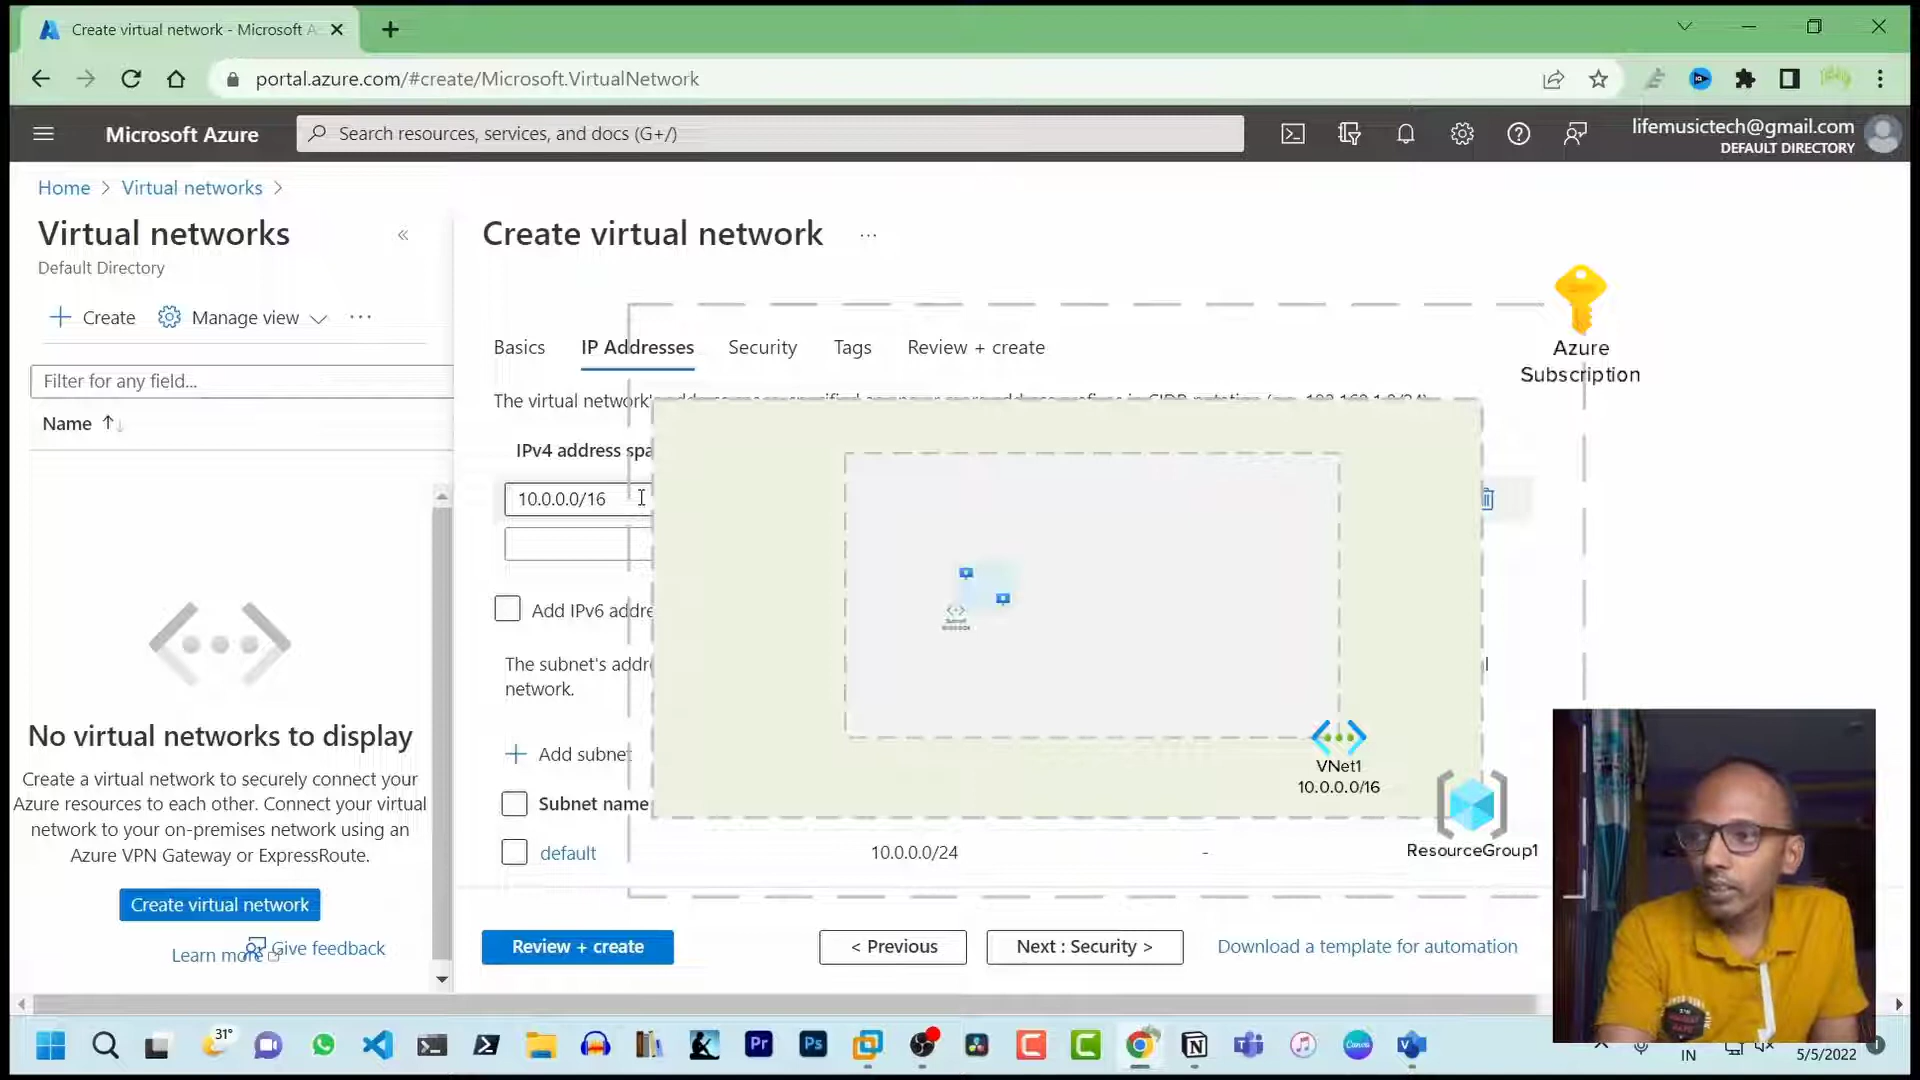 Create virtual network - Microsoft A
portal.azure.com/#create/Microsoft.VirtualNetwork
Microsoft Azure
Search resources, services, and docs (G+/)
lifemusictech@gmail.com
DEFAULT DIRECTORY
Home > Virtual networks >
Virtual networks
Default Directory
Create
Manage view
Filter for any field...
Name
No virtual networks to display
Create a virtual network to securely connect your
Azure resources to each other. Connect your virtual
network to your on-premises network using an
Azure VPN Gateway or ExpressRoute.
Create virtual network
Learn more
Give feedback
Create virtual network
Basics
IP Addresses
Security
Tags
Review + create
The virtual network's
IPv4 address spa
10.0.0.0/16
Add IPv6 addre
The subnet's addre
network.
Add subnet
Subnet name
default
10.0.0.0/24
-
Review + create
< Previous
Next : Security >
Download a template for automation
Azure
Subscription
VNet1
10.0.0.0/16
ResourceGroup1
31°
Pr
Ps
IN
5/5/2022